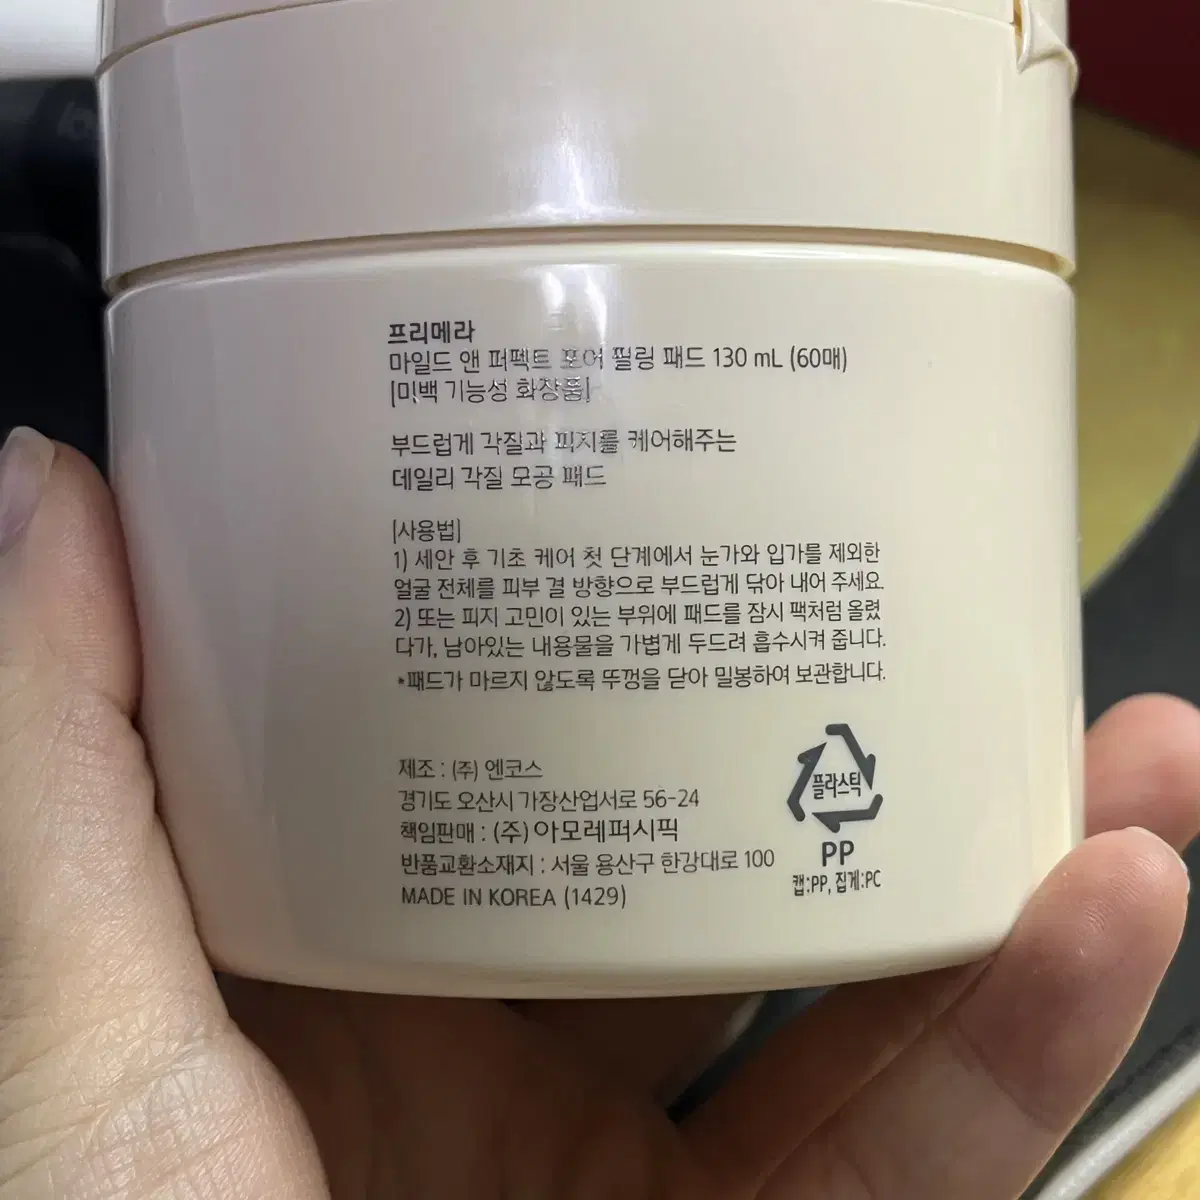 프리메라
마일드 앤 퍼펙트 포어 필링 패드 130 mL (60매)
[미백 기능성 화장품]
부드럽게 각질과 피지를 케어해주는
데일리 각질 모공 패드
[사용법]
1) 세안 후 기초 케어 첫 단계에서 눈가와 입가를 제외한
얼굴 전체를 피부 결 방향으로 부드럽게 닦아 내어 주세요.
2) 또는 피지 고민이 있는 부위에 패드를 잠시 팩처럼 올렸
다가, 남아있는 내용물을 가볍게 두드려 흡수시켜 줍니다.
*패드가 마르지 않도록 뚜껑을 닫아 밀봉하여 보관합니다.
제조 : (주) 엔코스
경기도 오산시 가장산업서로 56-24
책임판매 : (주) 아모레퍼시픽
반품교환소재지 : 서울 용산구 한강대로 100
MADE IN KOREA (1429)
플라스틱
PP
캡:PP, 집게:PC